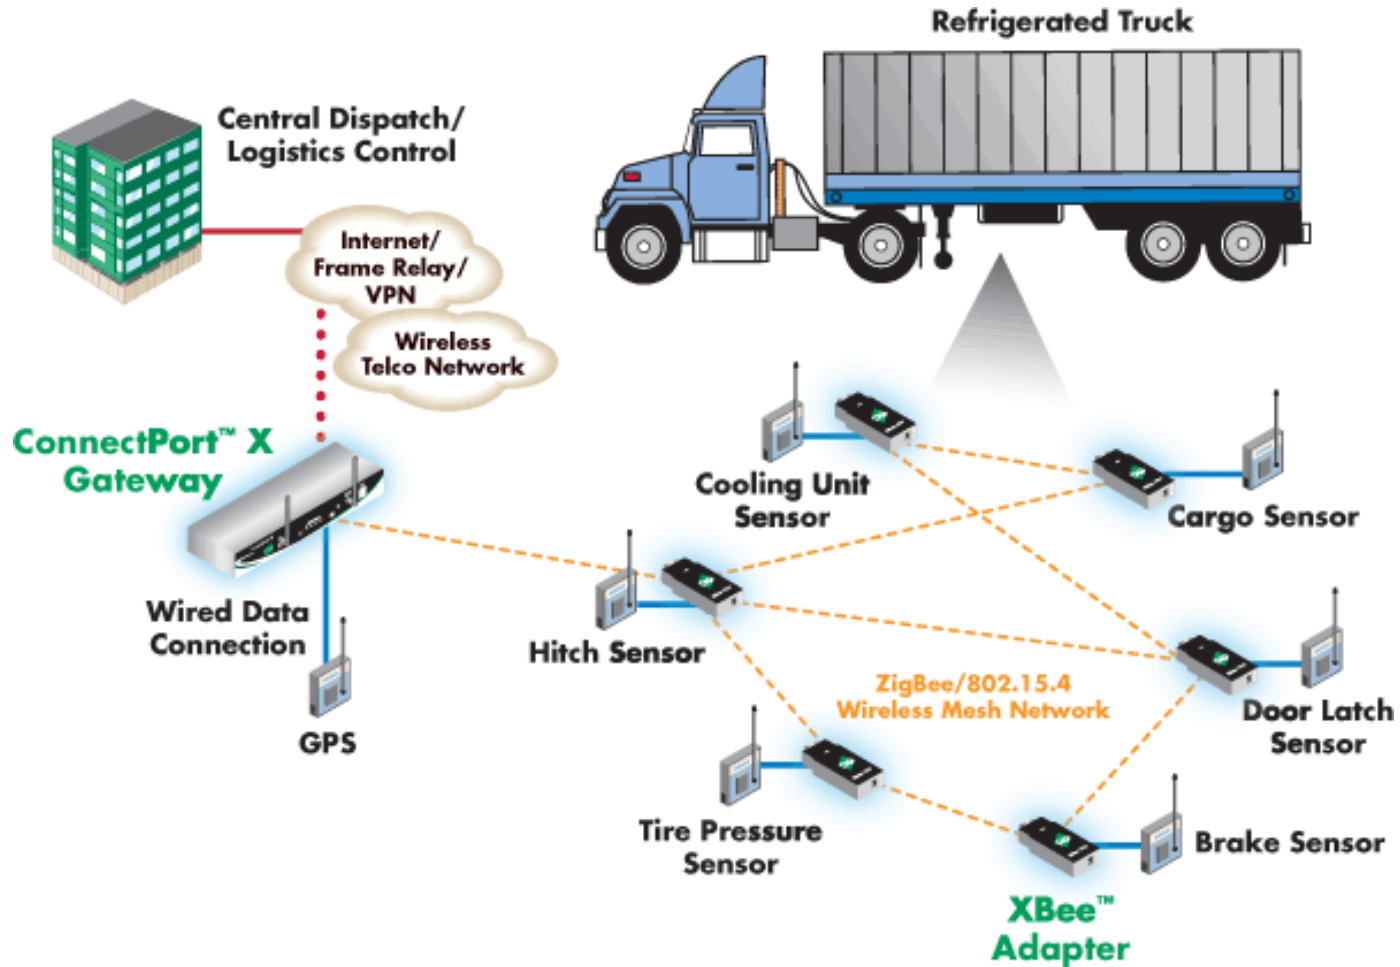 Refrigerated Truck
Central Dispatch/
Logistics Control
Internet/
Frame Relay/
VPN
Wireless
Telco Network
ConnectPort™ X
Gateway
Wired Data
Connection
GPS
Cooling Unit
Sensor
Cargo Sensor
Hitch Sensor
ZigBee/802.15.4
Wireless Mesh Network
Door Latch
Sensor
Tire Pressure
Sensor
Brake Sensor
XBee™
Adapter